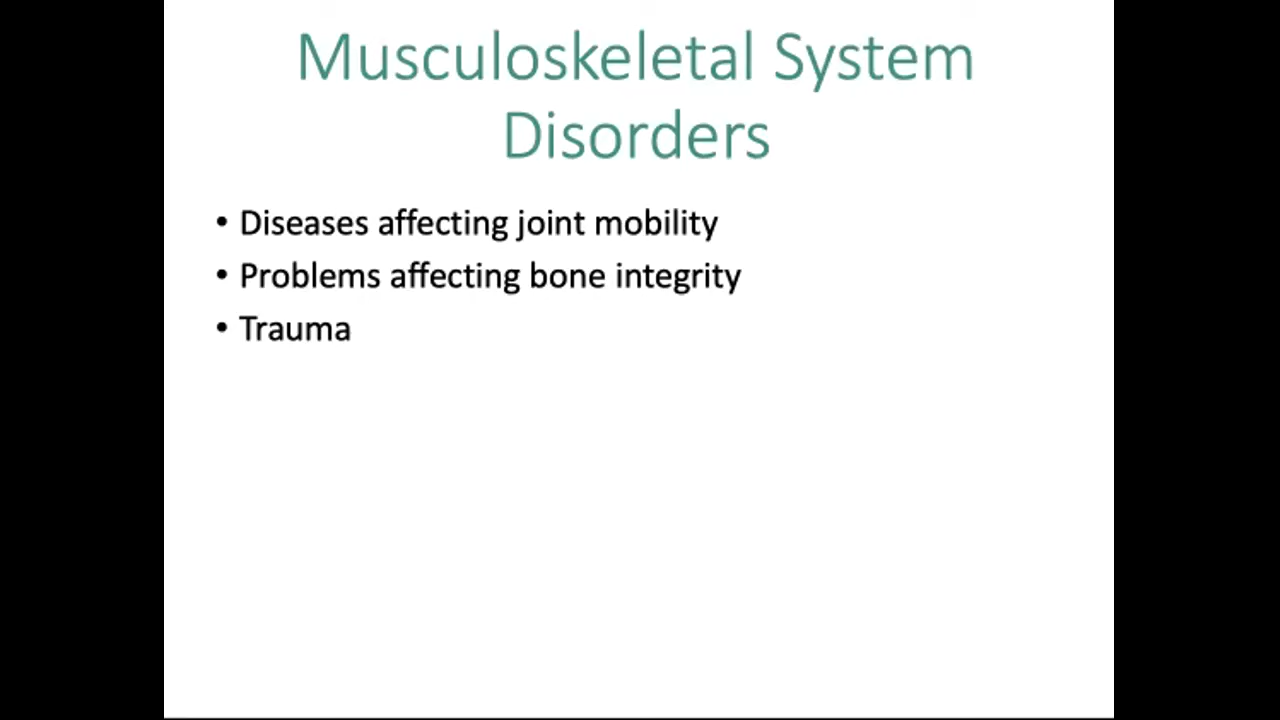 Musculoskeletal System
Disorders
• Diseases affecting joint mobility
• Problems affecting bone integrity
• Trauma